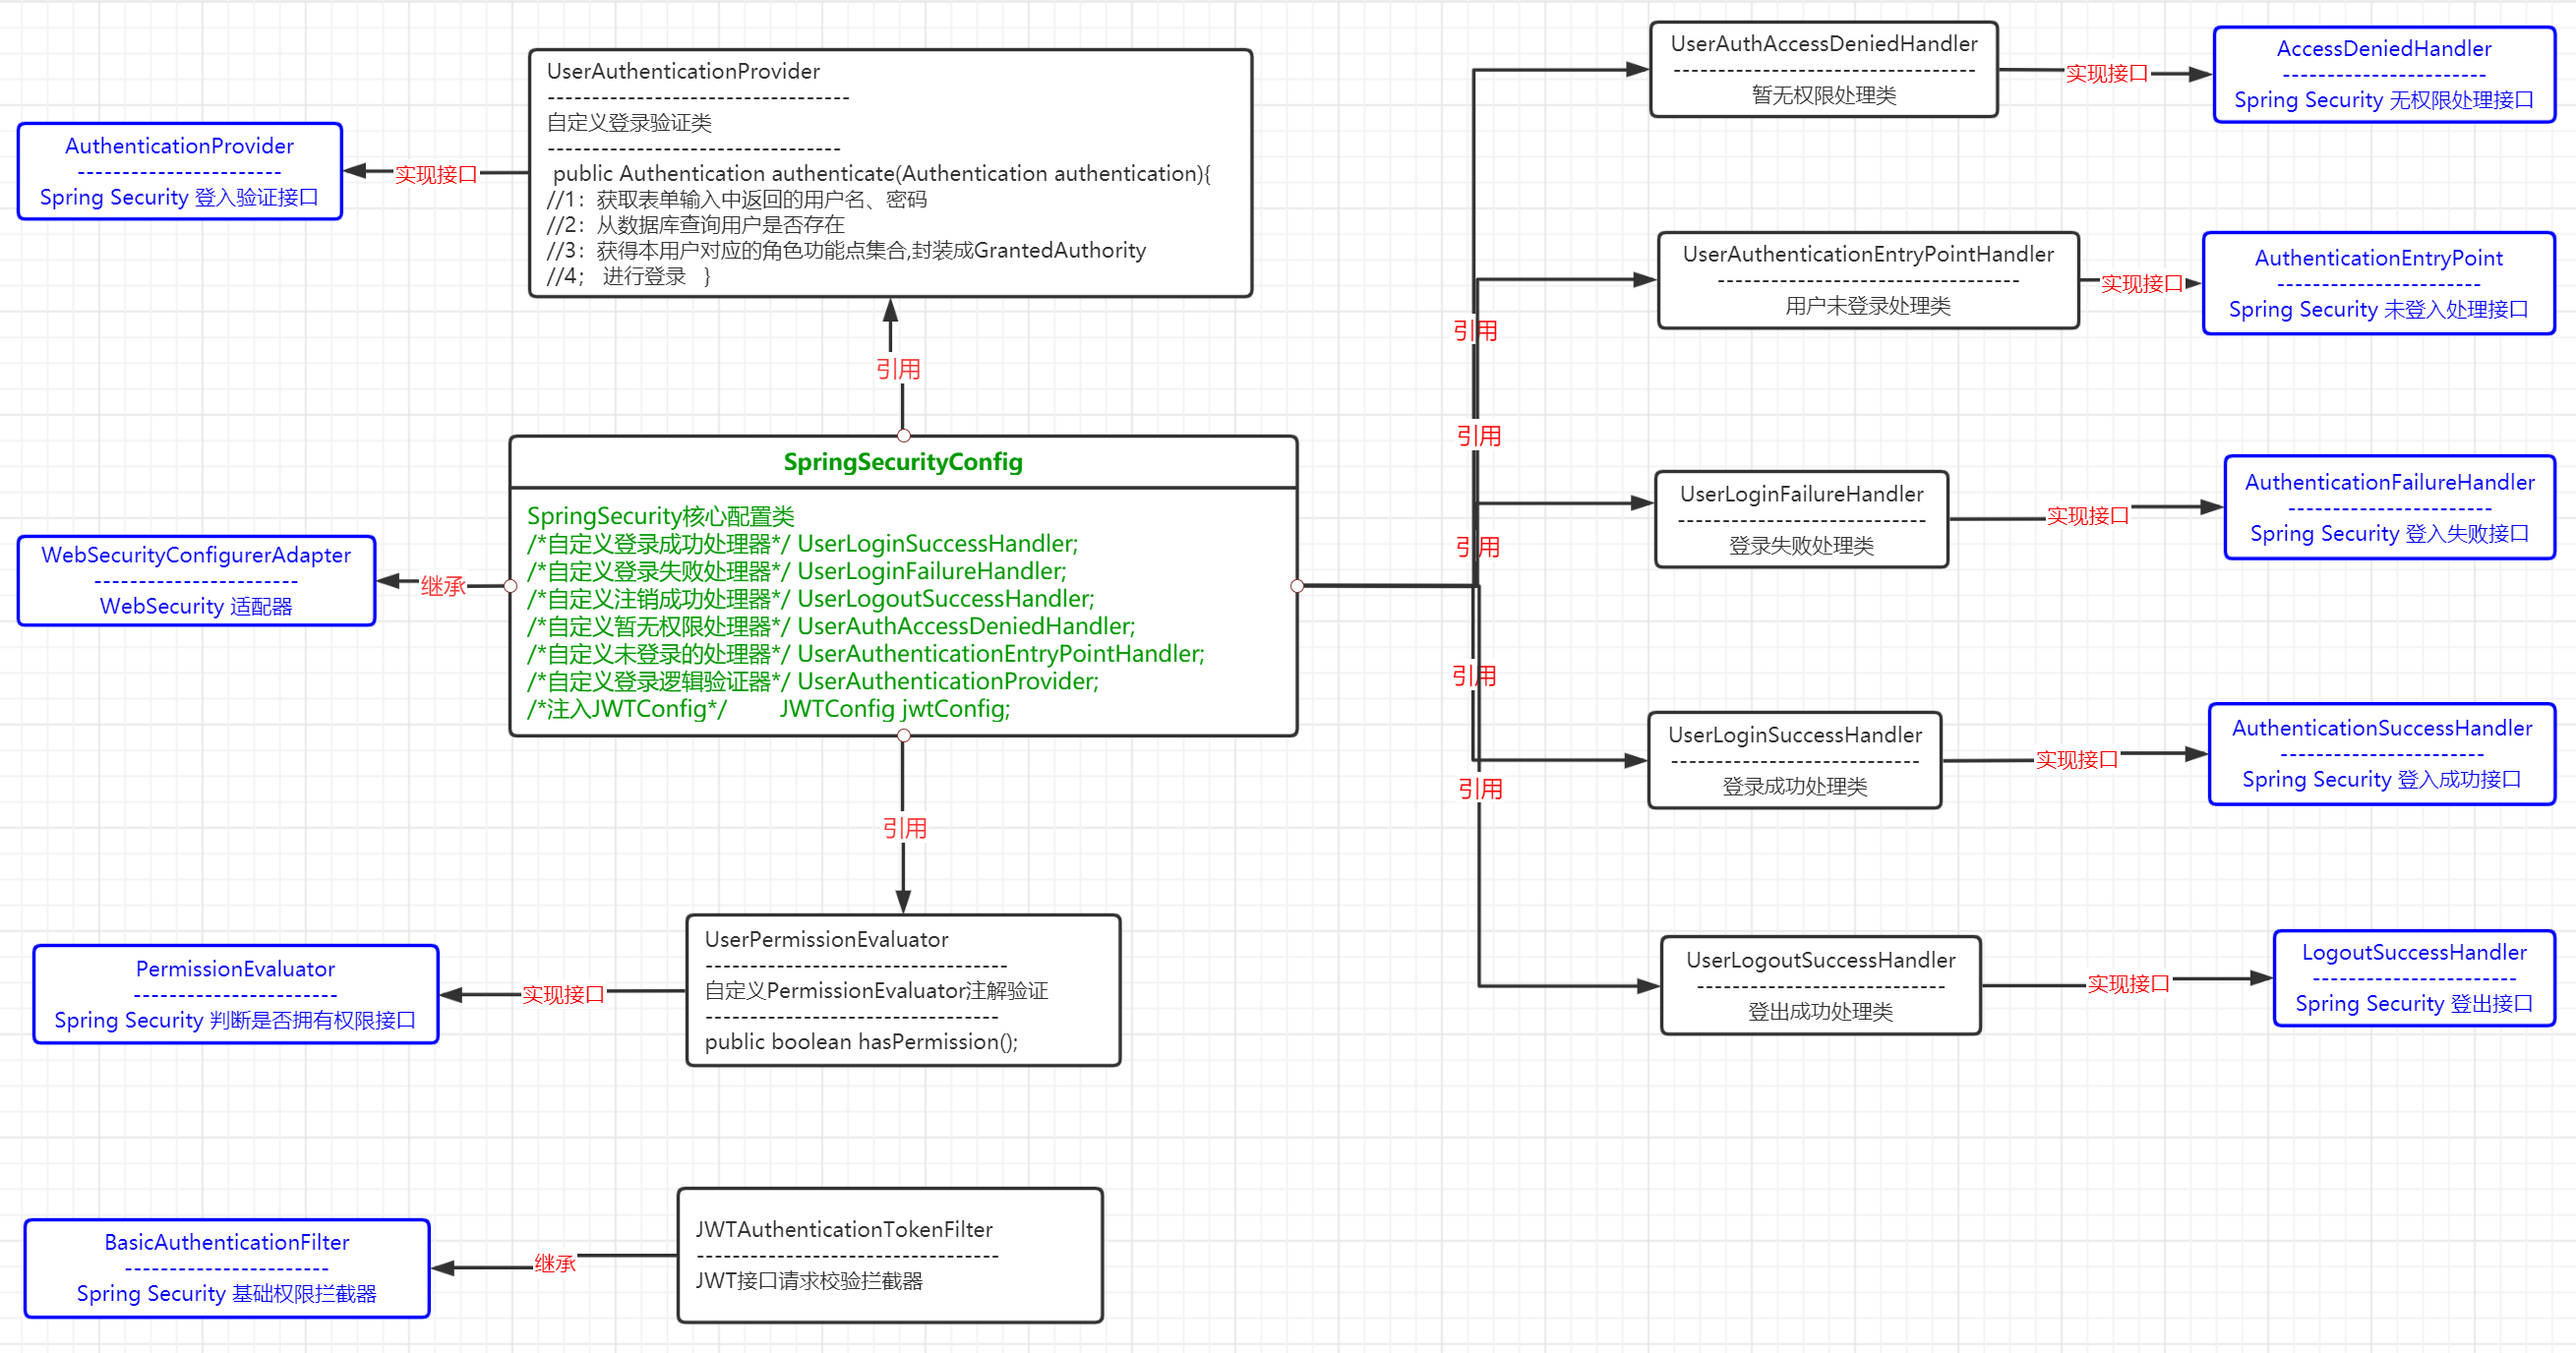 UserAuthenticationProvider
----------------------------------
自定义登录验证类
---------------------------------
public Authentication authenticate(Authentication authentication){
//1：获取表单输入中返回的用户名、密码
//2：从数据库查询用户是否存在
//3：获得本用户对应的角色功能点集合,封装成GrantedAuthority
//4； 进行登录 }
AuthenticationProvider
-----------------------
Spring Security 登入验证接口
实现接口
引用
SpringSecurityConfig
SpringSecurity核心配置类
/*自定义登录成功处理器*/ UserLoginSuccessHandler;
/*自定义登录失败处理器*/ UserLoginFailureHandler;
/*自定义注销成功处理器*/ UserLogoutSuccessHandler;
/*自定义暂无权限处理器*/ UserAuthAccessDeniedHandler;
/*自定义未登录的处理器*/ UserAuthenticationEntryPointHandler;
/*自定义登录逻辑验证器*/ UserAuthenticationProvider;
/*注入JWTConfig*/ JWTConfig jwtConfig;
WebSecurityConfigurerAdapter
-----------------------
WebSecurity 适配器
继承
引用
UserPermissionEvaluator
----------------------------------
自定义PermissionEvaluator注解验证
---------------------------------
public boolean hasPermission();
PermissionEvaluator
-----------------------
Spring Security 判断是否拥有权限接口
实现接口
JWTAuthenticationTokenFilter
----------------------------------
JWT接口请求校验拦截器
BasicAuthenticationFilter
-----------------------
Spring Security 基础权限拦截器
继承
引用
引用
引用
引用
引用
UserAuthAccessDeniedHandler
----------------------------------
暂无权限处理类
实现接口
AccessDeniedHandler
-----------------------
Spring Security 无权限处理接口
UserAuthenticationEntryPointHandler
----------------------------------
用户未登录处理类
实现接口
AuthenticationEntryPoint
-----------------------
Spring Security 未登入处理接口
UserLoginFailureHandler
----------------------------
登录失败处理类
实现接口
AuthenticationFailureHandler
-----------------------
Spring Security 登入失败接口
UserLoginSuccessHandler
----------------------------
登录成功处理类
实现接口
AuthenticationSuccessHandler
-----------------------
Spring Security 登入成功接口
UserLogoutSuccessHandler
----------------------------
登出成功处理类
实现接口
LogoutSuccessHandler
-----------------------
Spring Security 登出接口